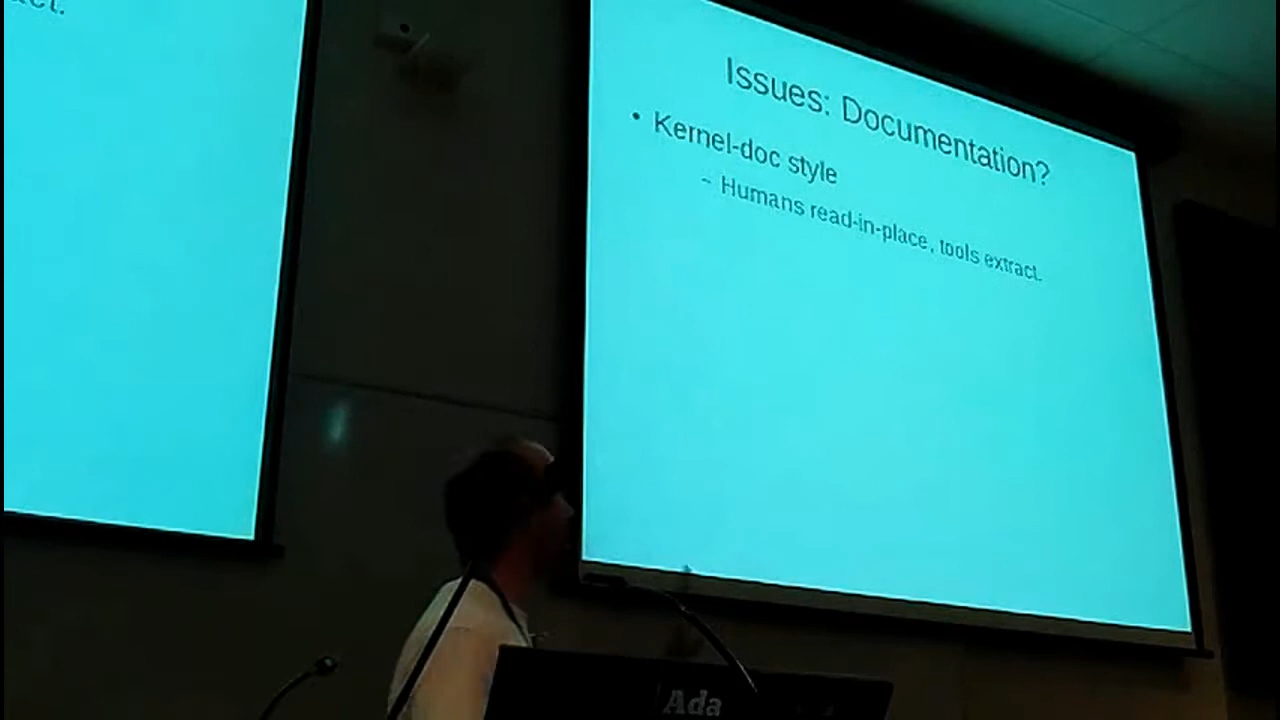 Issues: Documentation?
• Kernel-doc style
– Humans read-in-place, tools extract.
Ada